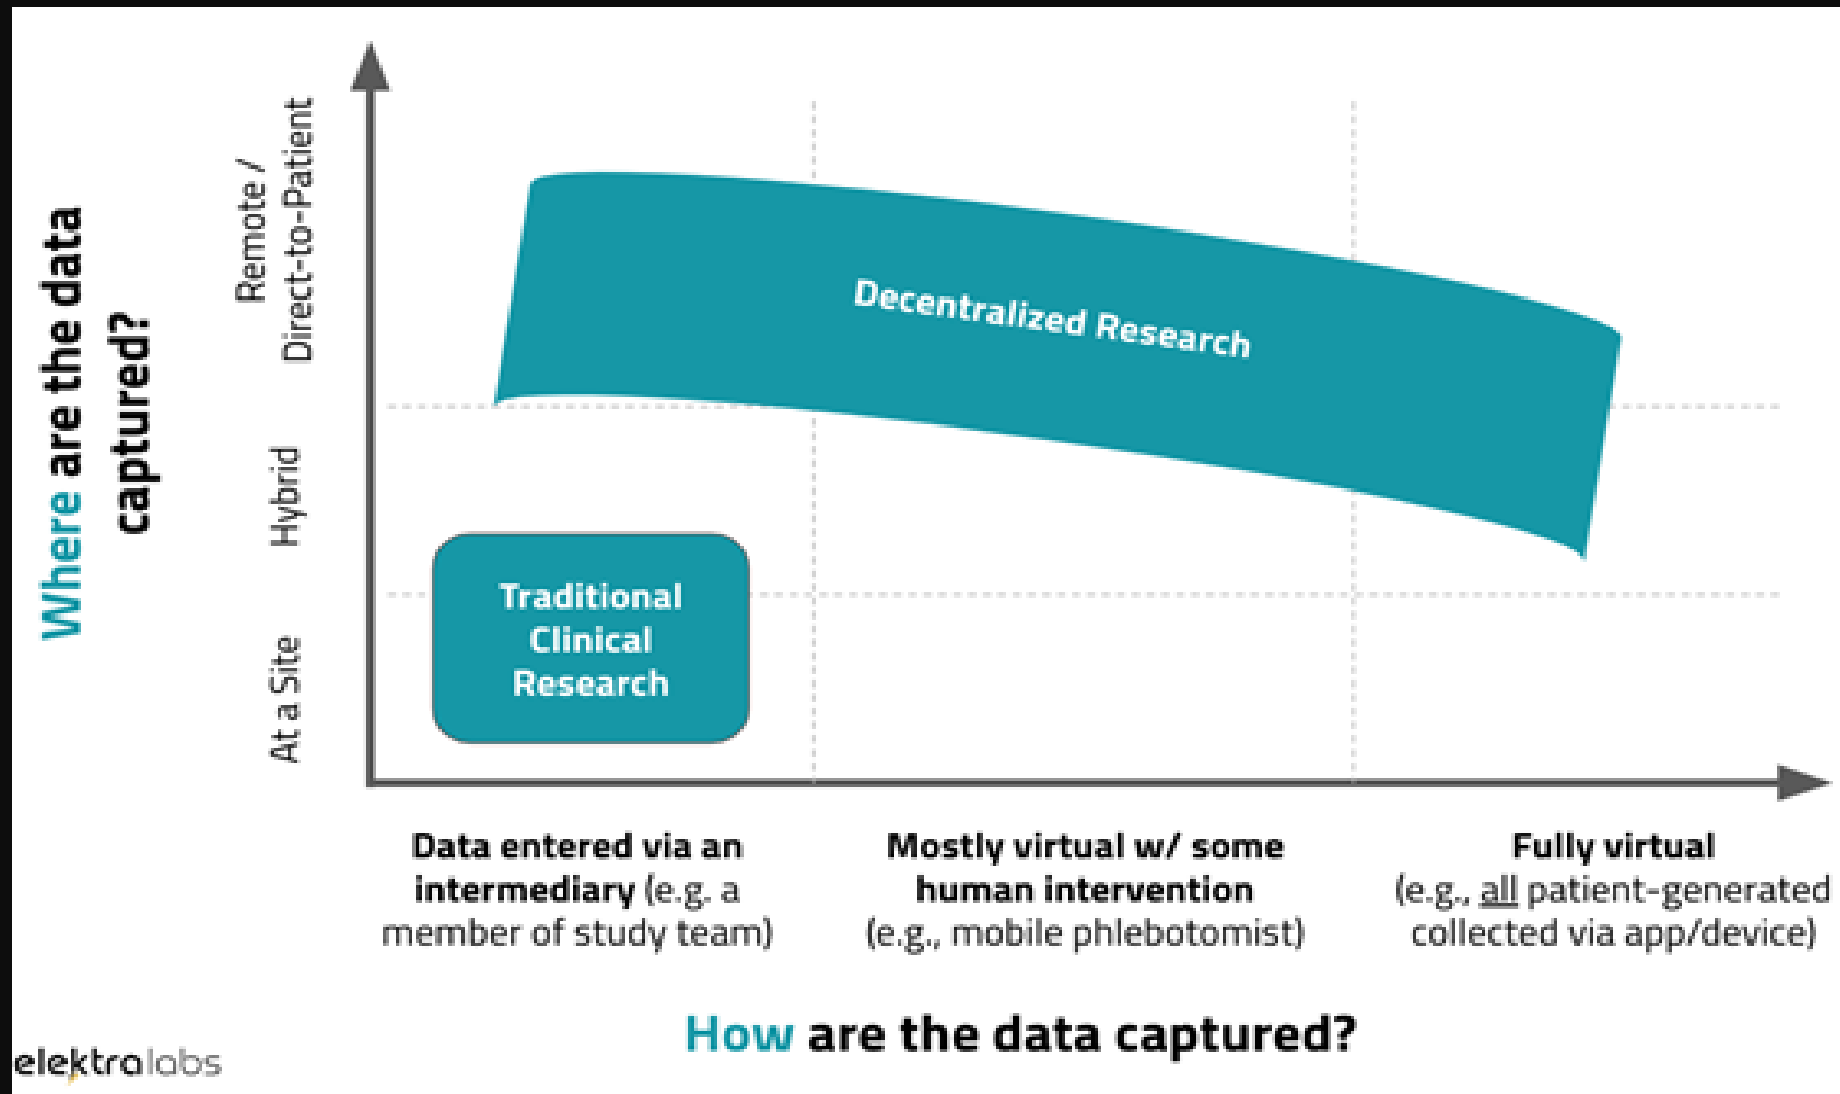 Where are the data
captured?
Remote /
Direct-to-Patient
Hybrid
At a Site
Decentralized Research
Traditional
Clinical
Research
Data entered via an
intermediary (e.g. a
member of study team)
Mostly virtual w/ some
human intervention
(e.g., mobile phlebotomist)
Fully virtual
(e.g., all patient-generated
collected via app/device)
How are the data captured?
elektralabs